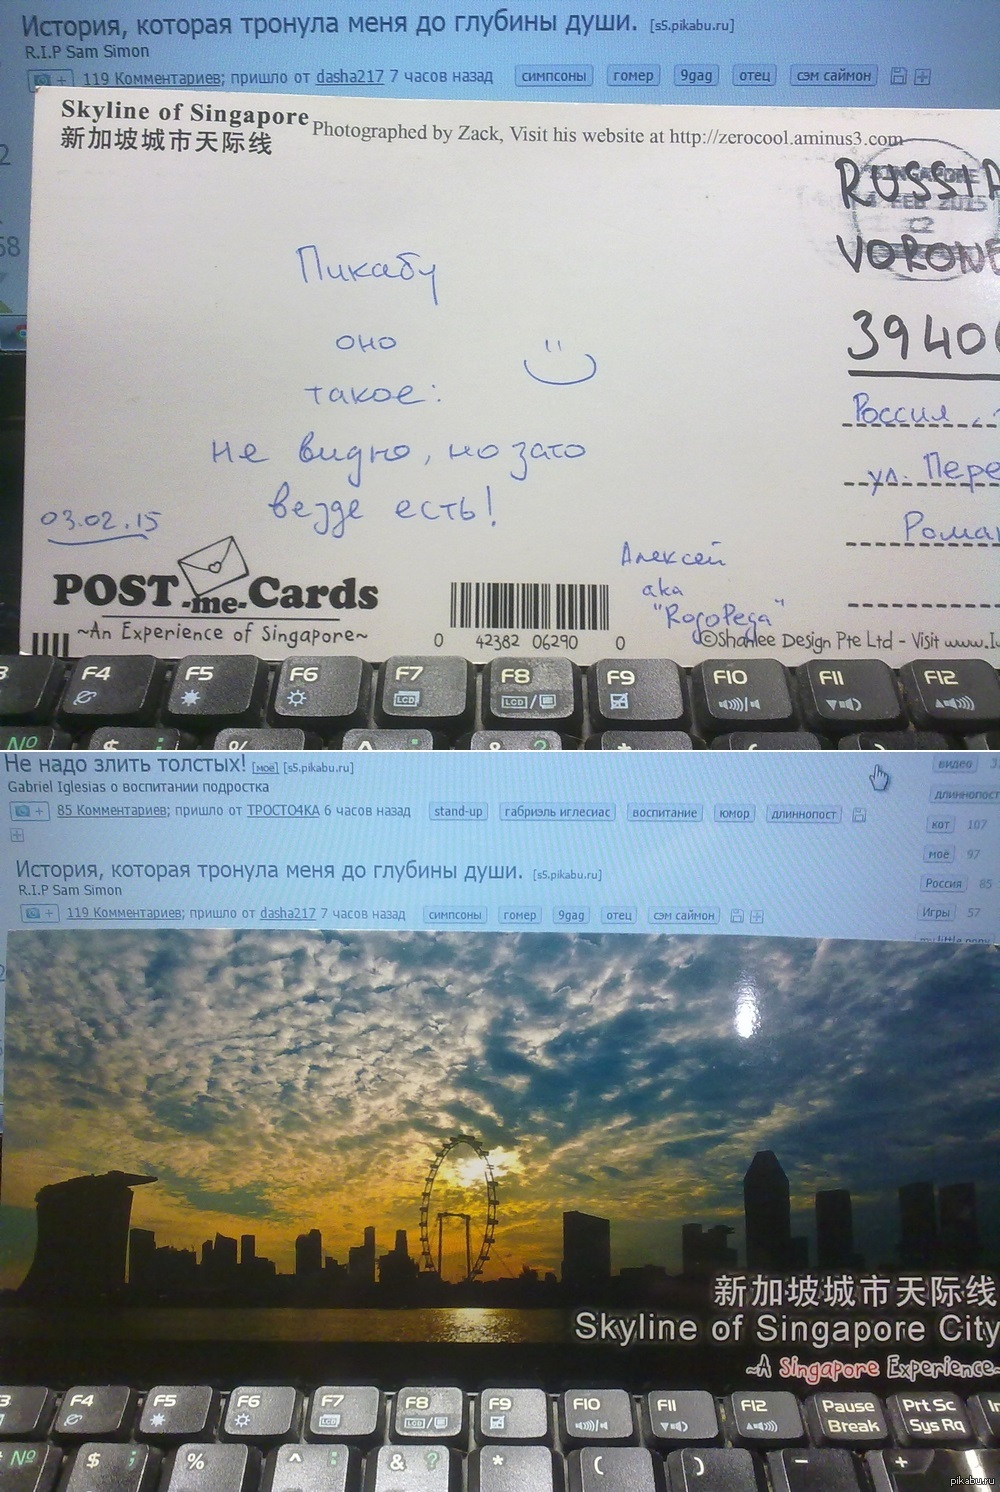 История, которая тронула меня до глубины души. [s5.pikabu.ru]
R.I.P Sam Simon
119 Комментариев; пришло от dasha217 7 часов назад симпсоны гомер 9gag отец сэм саймон
Skyline of Singapore
新加坡城市天际线
Photographed by Zack, Visit his website at http://zerocool.aminus3.com
RUSSIA
VORONE
39400
Пикабу
оно
такое:
не видно, но зато
везде есть!
03.02.15
Россия
ул. Пере
Рома
Алексей
aka
"RogoPega"
POST-me-Cards
~An Experience of Singapore~
0 42382 06290 0
©Shanlee Design Pte Ltd - Visit www.
F4 F5 F6 F7 F8 F9 F10 F11 F12
LCD LCD/
№ $ ; % ^ : & ? * ( )
Не надо злить толстых! [моё] [s5.pikabu.ru]
Gabriel Iglesias о воспитании подростка
85 Комментариев; пришло от ТРОСТО4КА 6 часов назад stand-up габриэль иглесиас воспитание юмор длиннопост
видео
длиннопост
кот 107
моё 97
Россия 85
Игры 57
История, которая тронула меня до глубины души. [s5.pikabu.ru]
R.I.P Sam Simon
119 Комментариев; пришло от dasha217 7 часов назад симпсоны гомер 9gag отец сэм саймон
新加坡城市天际线
Skyline of Singapore City
~A Singapore Experience~
F4 F5 F6 F7 F8 F9 F10 F11 F12 Pause Break Prt Sc Sys Rq
LCD LCD/
№ $ ; % ^ : & ? * ( ) - +
pikabu.ru